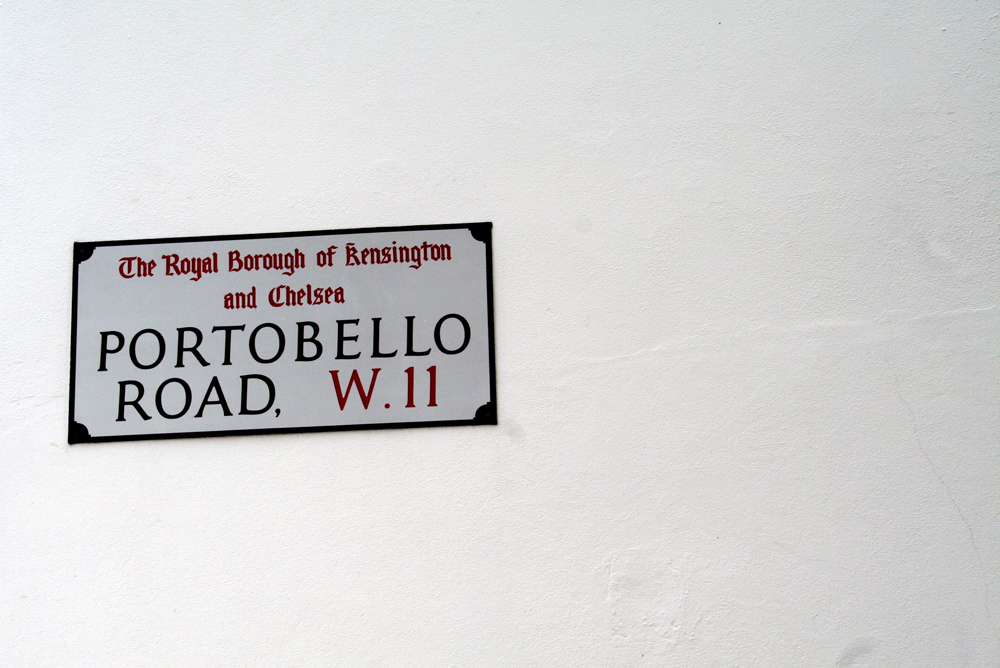 The Royal Borough of Kensington
and Chelsea
PORTOBELLO
ROAD, W.11